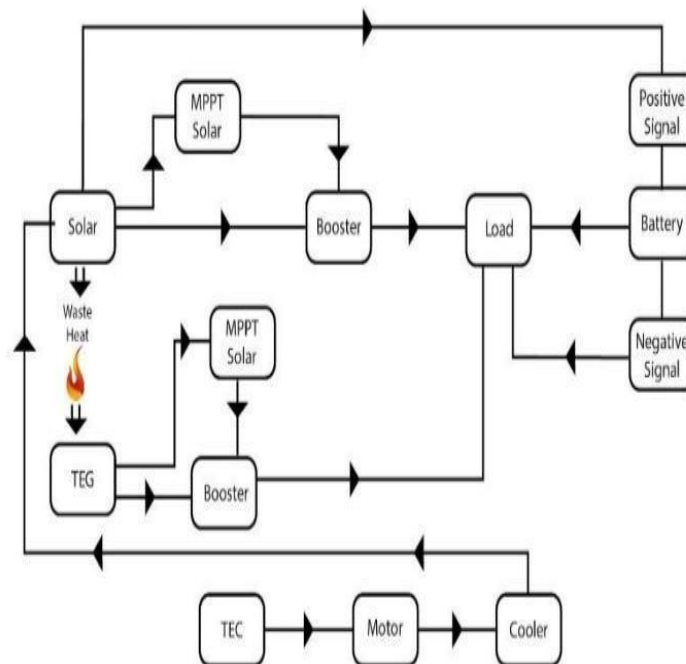 MPPT
Solar
Positive
Signal
Solar
Booster
Load
Battery
Waste
Heat
MPPT
Solar
Negative
Signal
TEG
Booster
TEC
Motor
Cooler